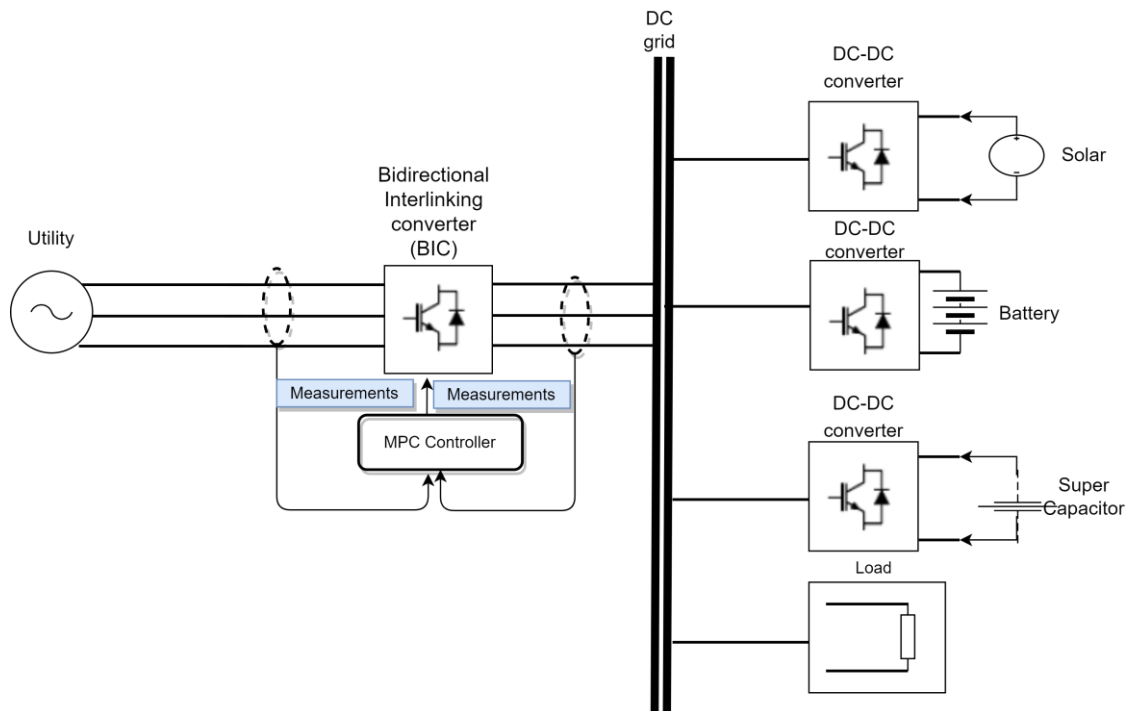 DC
grid
DC-DC
converter
Solar
Bidirectional
Interlinking
converter
(BIC)
Utility
DC-DC
converter
Battery
Measurements
Measurements
MPC Controller
DC-DC
converter
Super
Capacitor
Load